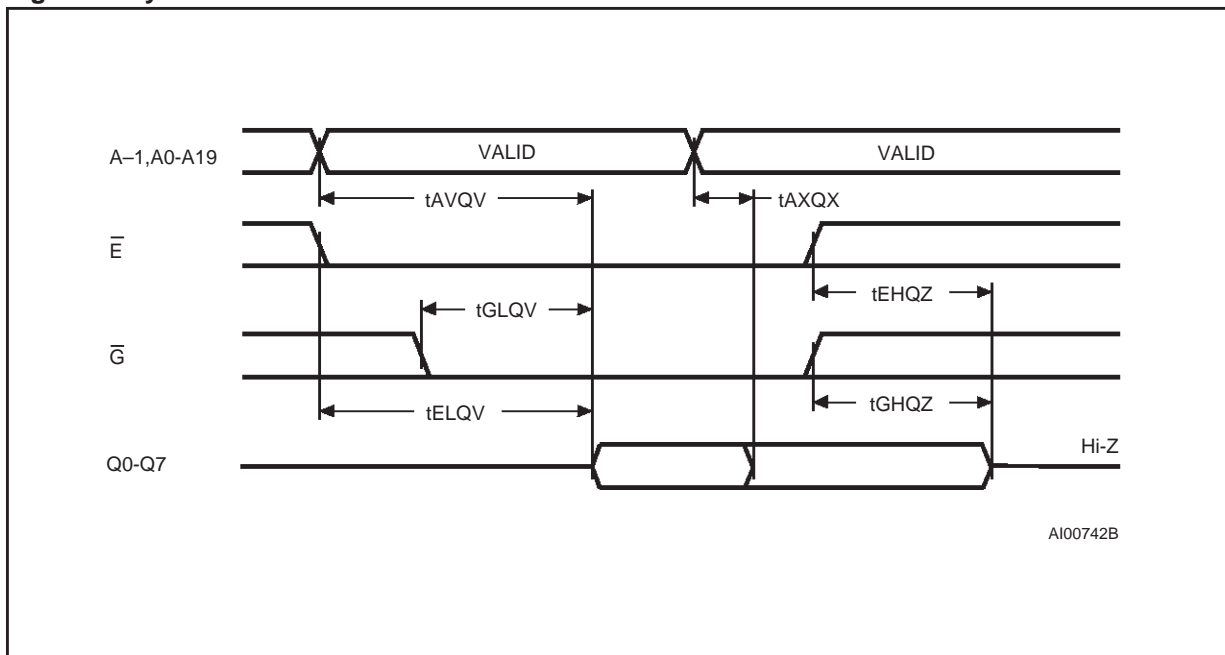 A–1,A0-A19
VALID
VALID
tAVQV
tAXQX
E̅
tEHQZ
tGLQV
G̅
tGHQZ
tELQV
Hi-Z
Q0-Q7
AI00742B